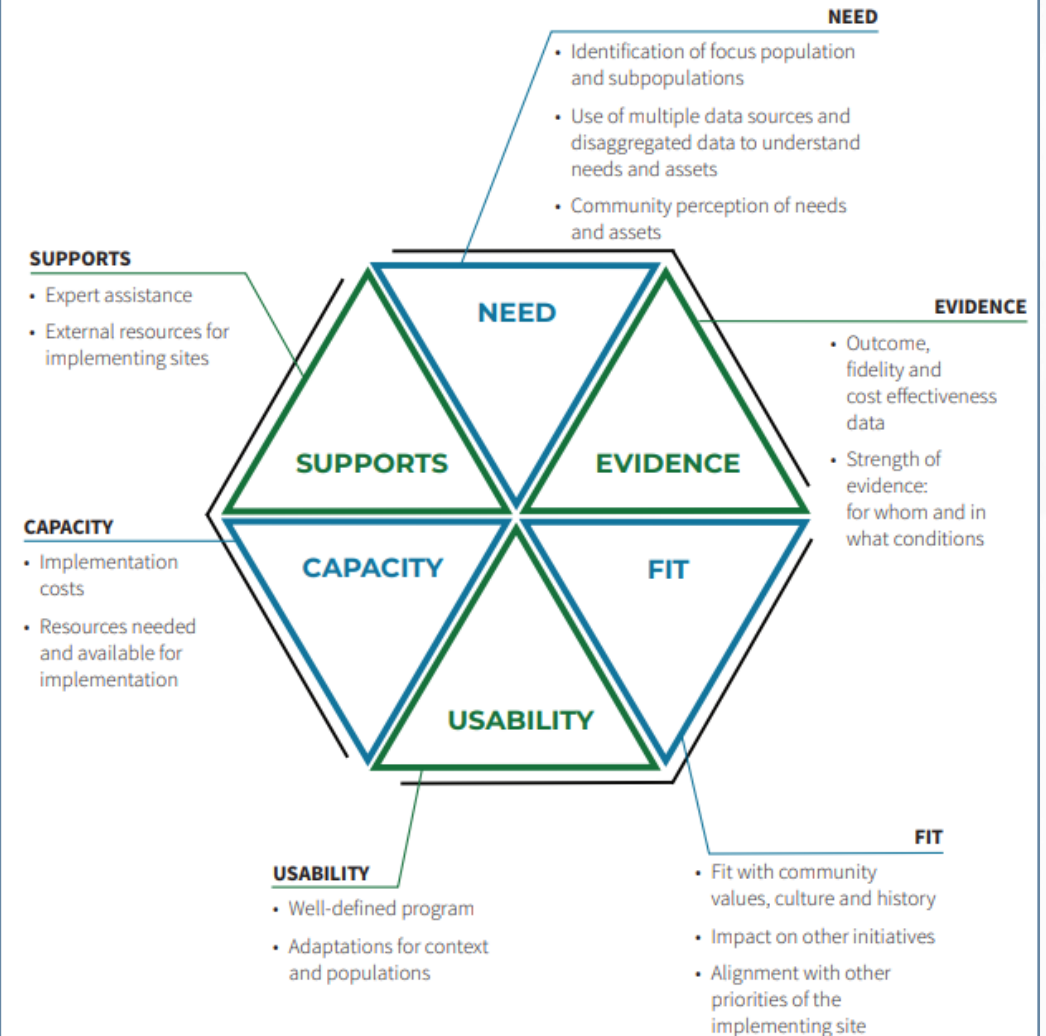 NEED
• Identification of focus population
and subpopulations
• Use of multiple data sources and
disaggregated data to understand
needs and assets
• Community perception of needs
and assets
SUPPORTS
• Expert assistance
• External resources for
implementing sites
EVIDENCE
• Outcome,
fidelity and
cost effectiveness
data
• Strength of
evidence:
for whom and in
what conditions
NEED
SUPPORTS
EVIDENCE
CAPACITY
FIT
USABILITY
CAPACITY
• Implementation
costs
• Resources needed
and available for
implementation
USABILITY
• Well-defined program
• Adaptations for context
and populations
FIT
• Fit with community
values, culture and history
• Impact on other initiatives
• Alignment with other
priorities of the
implementing site